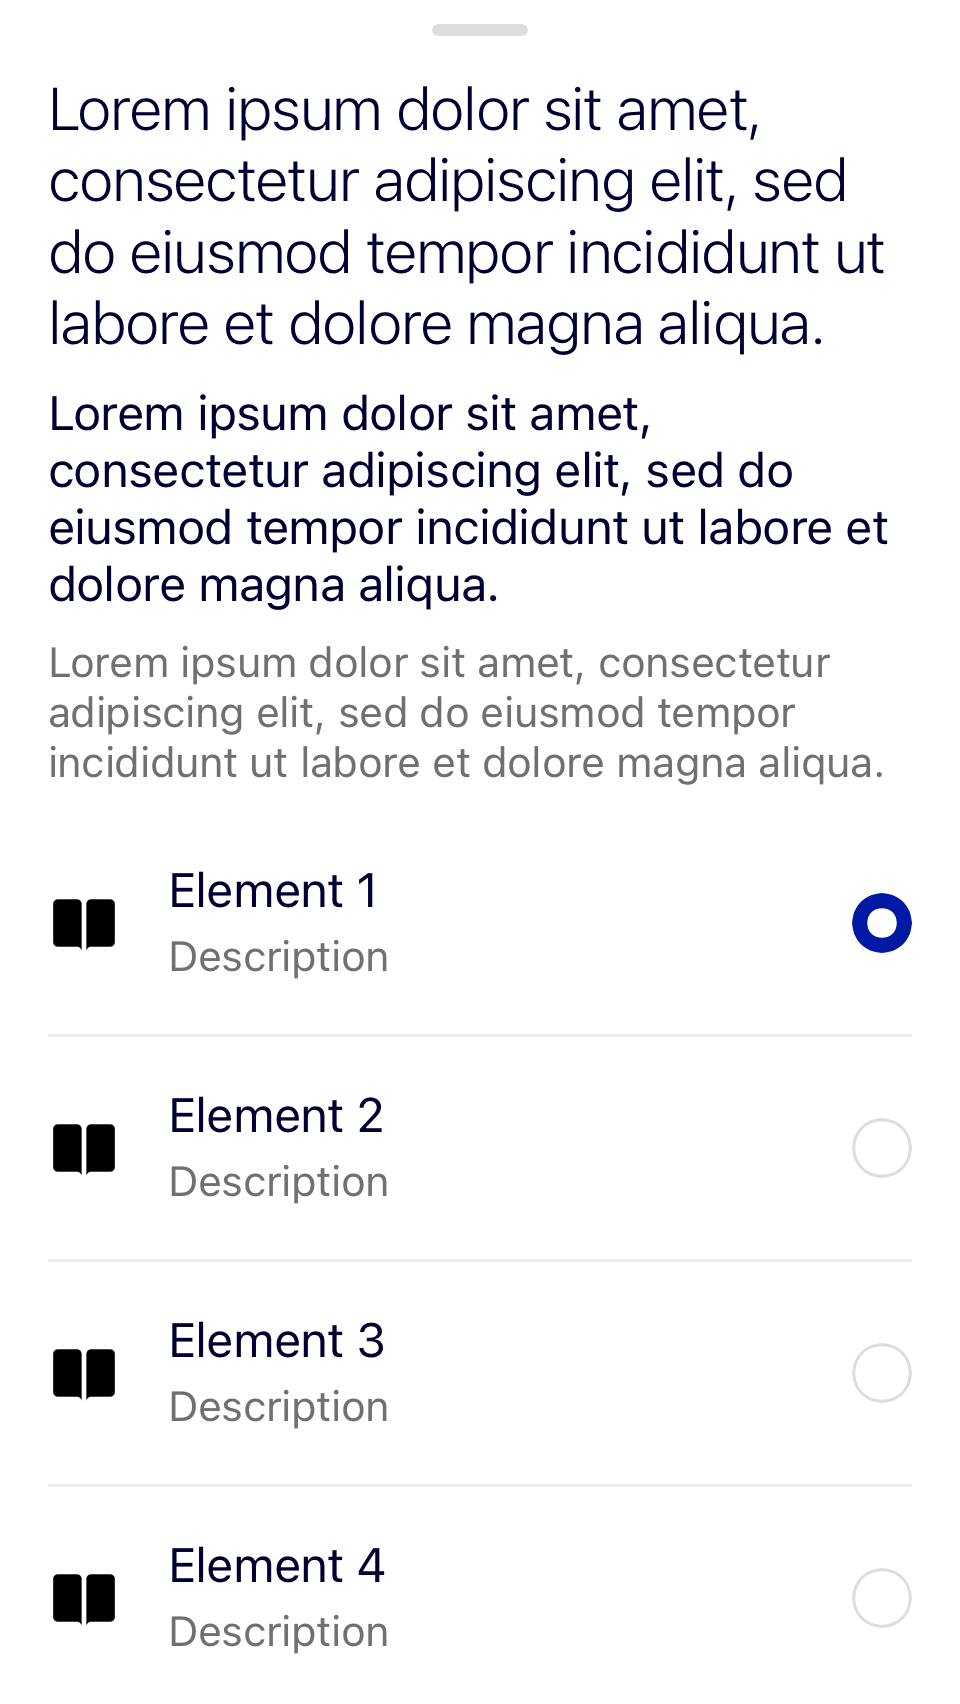 Lorem ipsum dolor sit amet,
consectetur adipiscing elit, sed
do eiusmod tempor incididunt ut
labore et dolore magna aliqua.
Lorem ipsum dolor sit amet,
consectetur adipiscing elit, sed do
eiusmod tempor incididunt ut labore et
dolore magna aliqua.
Lorem ipsum dolor sit amet, consectetur
adipiscing elit, sed do eiusmod tempor
incididunt ut labore et dolore magna aliqua.
Element 1
Description
Element 2
Description
Element 3
Description
Element 4
Description